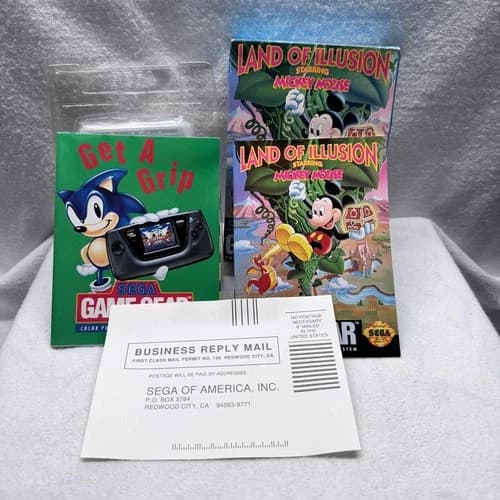 LAND OF ILLUSION
STARRING
MICKEY MOUSE
Get A
Grip
SEGA
GAME GEAR
LAND OF ILLUSION
STARRING
MICKEY MOUSE
SEGA
NO POSTAGE
NECESSARY
IF MAILED
IN THE
UNITED STATES
BUSINESS REPLY MAIL
FIRST CLASS MAIL PERMIT NO. 196 REDWOOD CITY, CA
POSTAGE WILL BE PAID BY ADDRESSEE
SEGA OF AMERICA, INC.
P.O. BOX 5784
REDWOOD CITY, CA 94063-9771